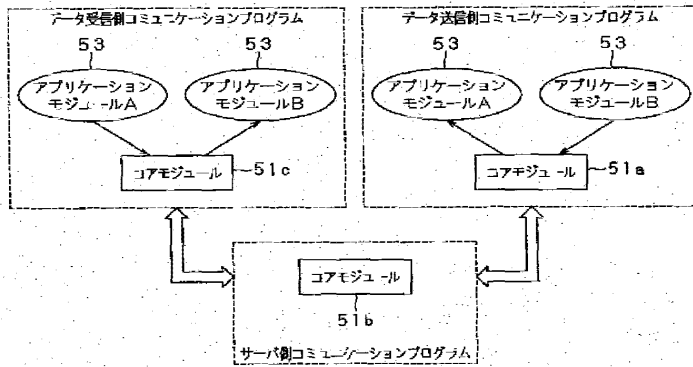 データ受信側コミュニケーションプログラム
53
53
アプリケーション
モジュールA
アプリケーション
モジュールB
コアモジュール
51c
データ送信側コミュニケーションプログラム
53
53
アプリケーション
モジュールA
アプリケーション
モジュールB
コアモジュール
51a
コアモジュール
51b
サーバ側コミュニケーションプログラム